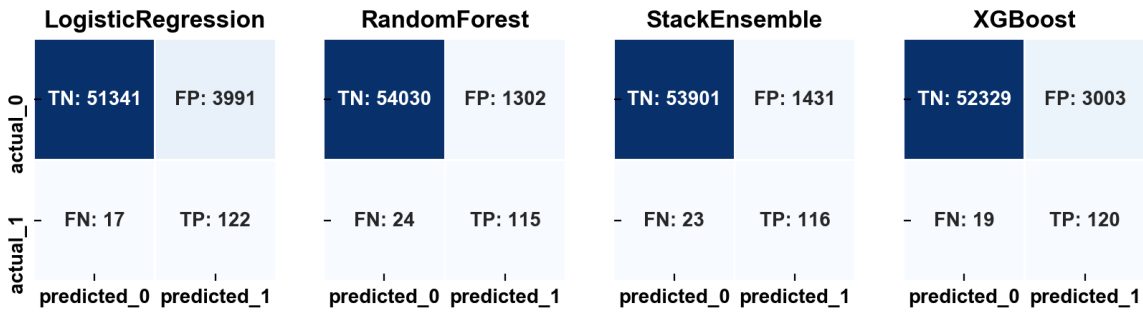 LogisticRegression RandomForest StackEnsemble XGBoost
actual_0 TN: 51341 FP: 3991 TN: 54030 FP: 1302 TN: 53901 FP: 1431 TN: 52329 FP: 3003
actual_1 FN: 17 TP: 122 FN: 24 TP: 115 FN: 23 TP: 116 FN: 19 TP: 120
predicted_0 predicted_1 predicted_0 predicted_1 predicted_0 predicted_1 predicted_0 predicted_1